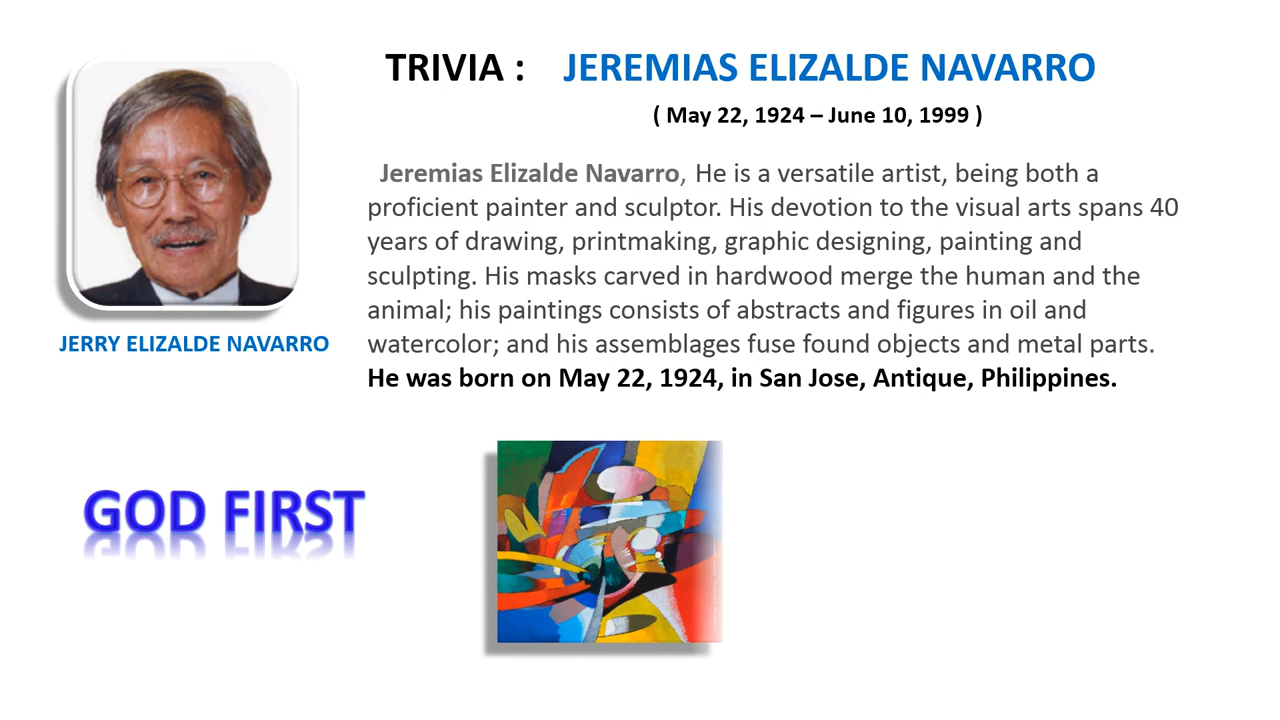 TRIVIA : JEREMIAS ELIZALDE NAVARRO
( May 22, 1924 – June 10, 1999 )
Jeremias Elizalde Navarro, He is a versatile artist, being both a
proficient painter and sculptor. His devotion to the visual arts spans 40
years of drawing, printmaking, graphic designing, painting and
sculpting. His masks carved in hardwood merge the human and the
animal; his paintings consists of abstracts and figures in oil and
watercolor; and his assemblages fuse found objects and metal parts.
He was born on May 22, 1924, in San Jose, Antique, Philippines.
JERRY ELIZALDE NAVARRO
GOD FIRST